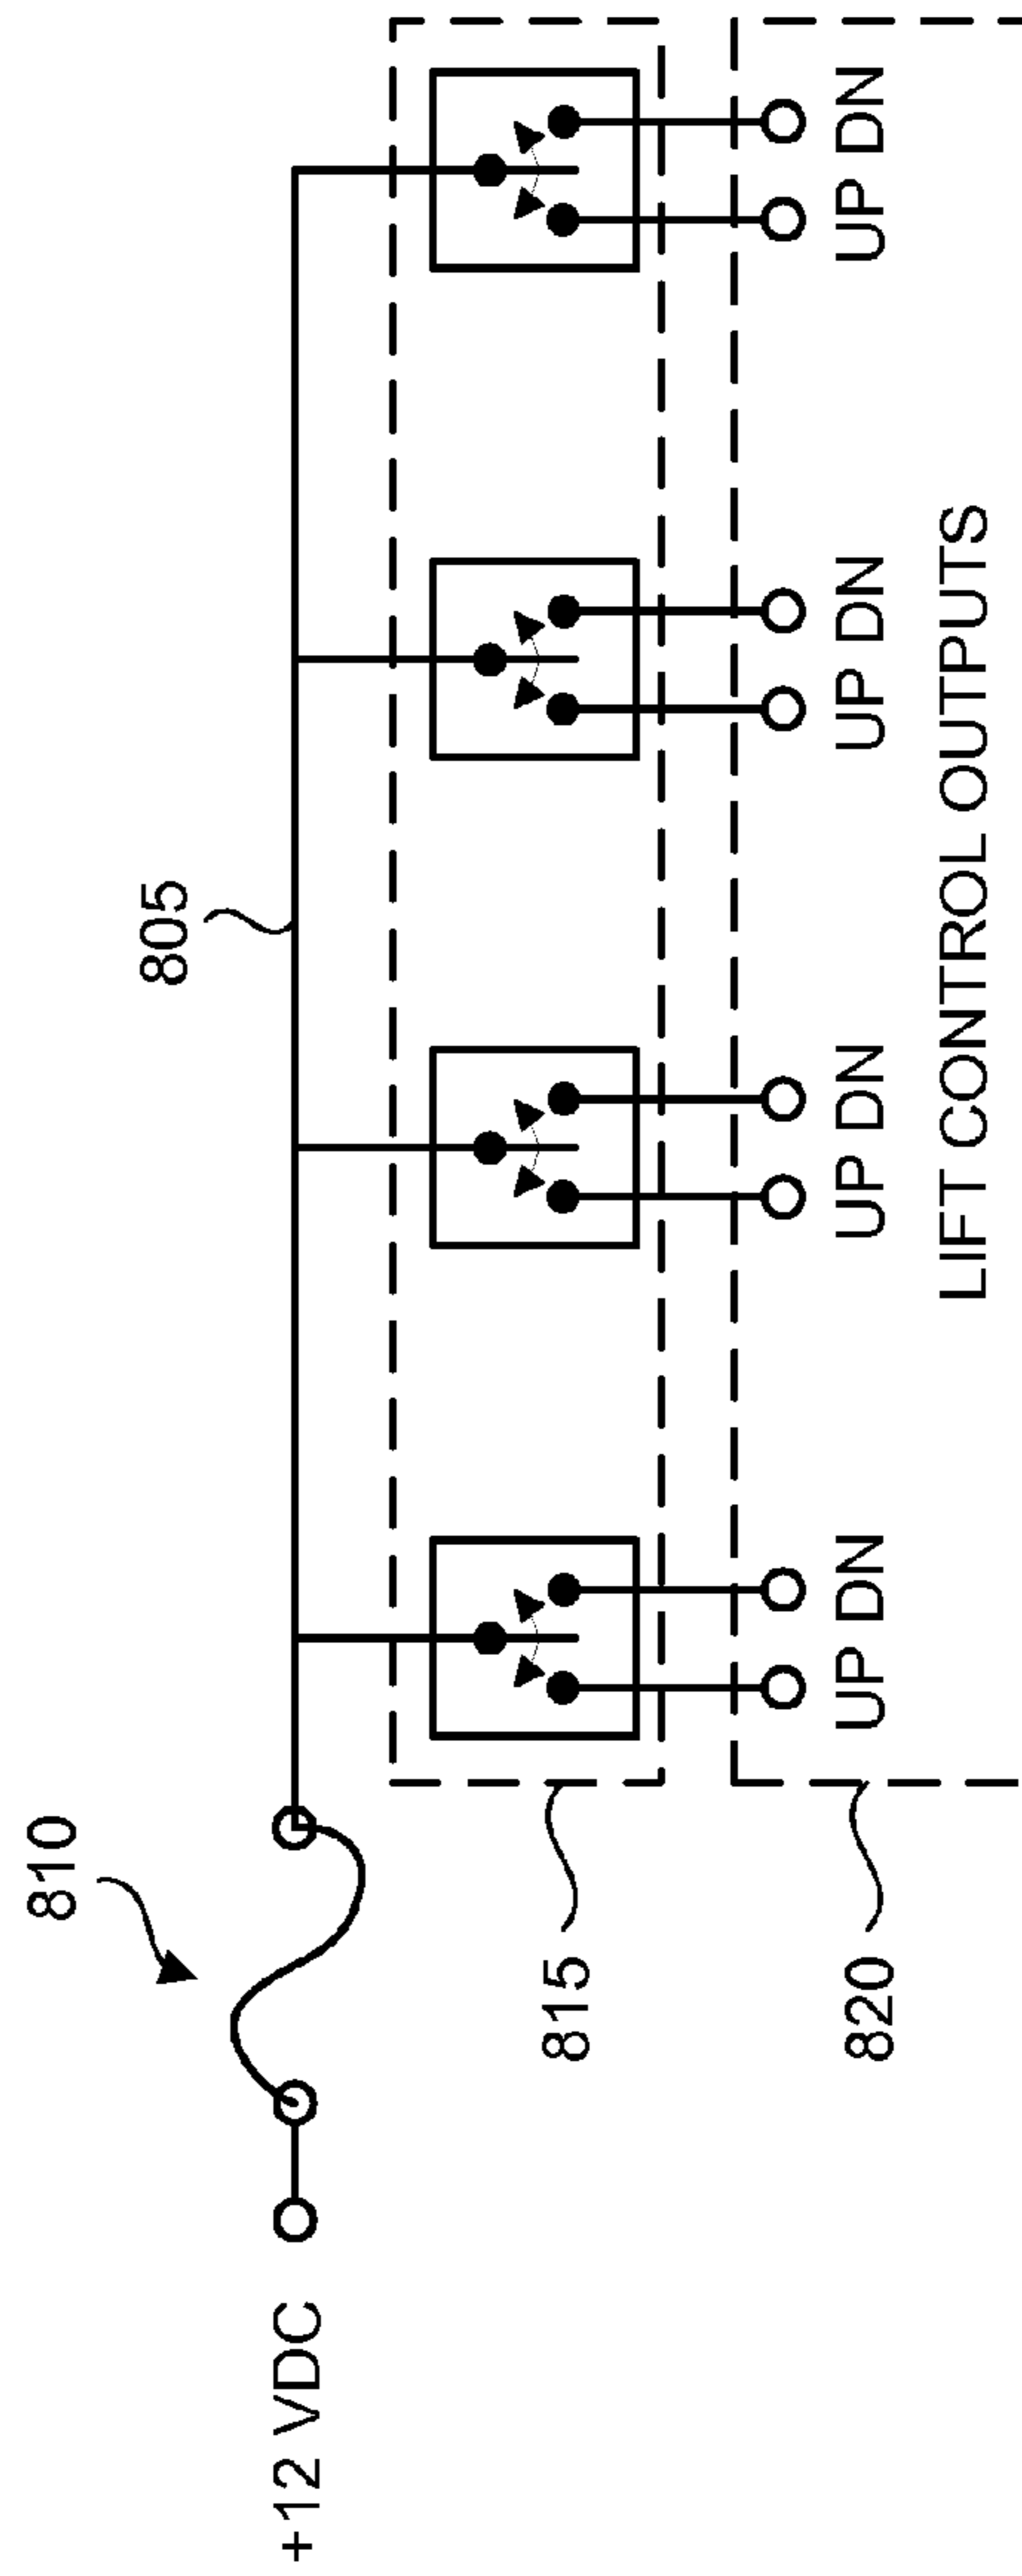 810
805
+12 VDC
815
820
UP DN
UP DN
UP DN
UP DN
LIFT CONTROL OUTPUTS